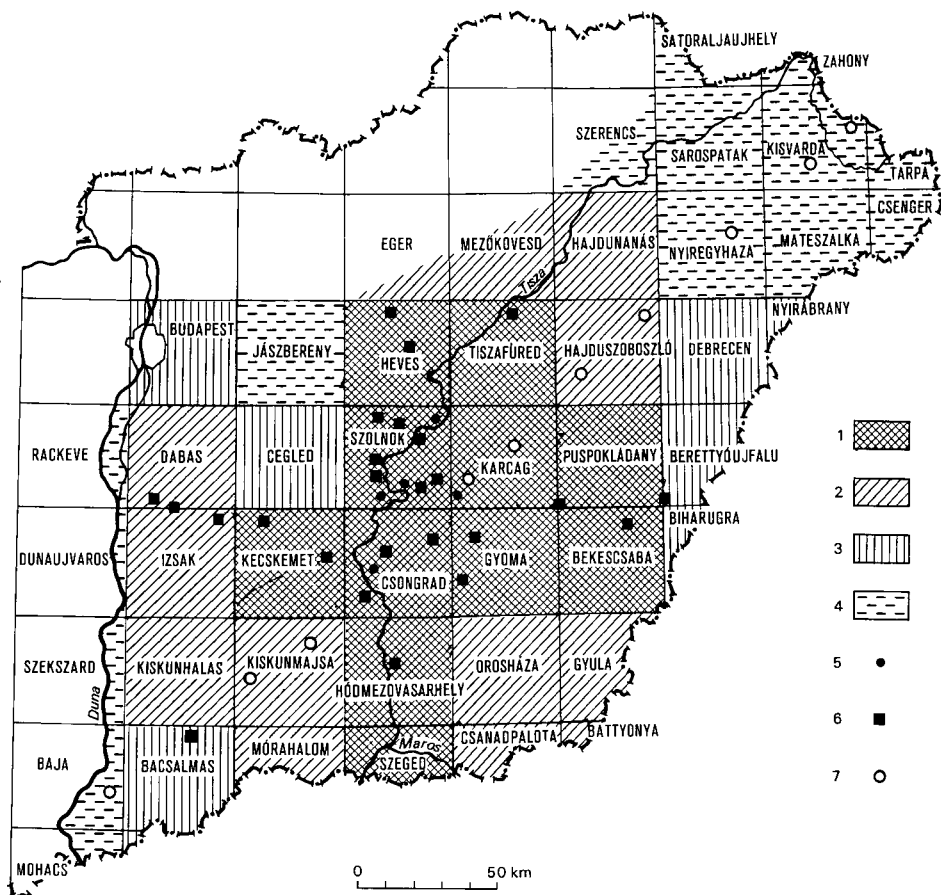 SATORALJAUJHELY
ZAHONY
SZERENCS
SAROSPATAK
KISVARDA
TARPA
CSENGER
EGER
MEZŐKÖVESD
HAJDUNANÁS
NYIREGYHAZA
MATESZALKA
Tisza
NYIRÁBRANY
BUDAPEST
JÁSZBERENY
HEVES
TISZAFÜRED
HAJDUSZOBOSZLÓ
DEBRECEN
RACKEVE
DABAS
CEGLED
SZOLNOK
KARCAG
PUSPOKLADANY
BERETTYÓUJFALU
BIHARUGRA
DUNAUJVAROS
IZSAK
KECSKEMET
CSONGRAD
GYOMA
BEKESCSABA
SZEKSZARD
Duna
KISKUNHALAS
KISKUNMAJSA
HÓDMEZOVASARHELY
OROSHÁZA
GYULA
BAJA
BACSALMAS
MÓRAHALOM
Maros
SZEGED
CSANADPALOTA
BATTYONYA
MOHACS
1
2
3
4
5
6
7
0 50 km